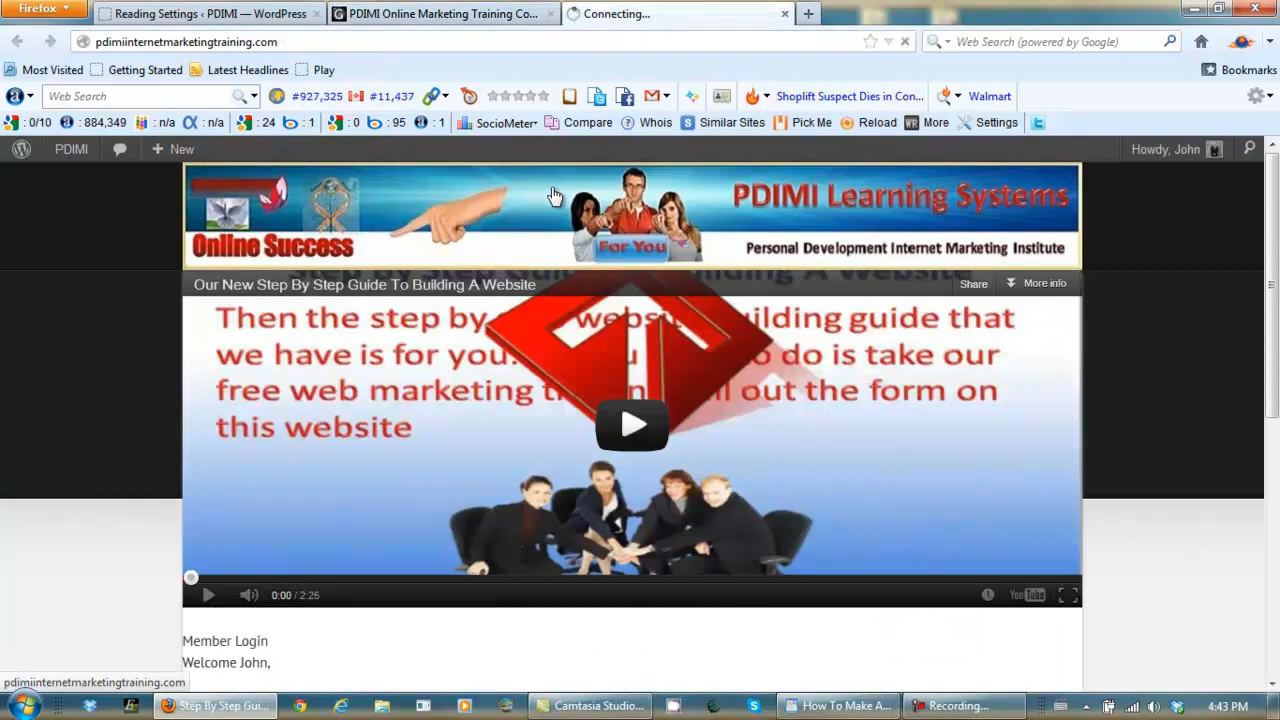 Firefox
Reading Settings ‹ PDIMI — WordPress
PDIMI Online Marketing Training Co...
Connecting...
pdimiinternetmarketingtraining.com
Web Search (powered by Google)
Most Visited
Getting Started
Latest Headlines
Play
Bookmarks
Web Search
#927,325
#11,437
Shoplift Suspect Dies in Con...
Walmart
: 0/10
: 884,349
: n/a
: n/a
: 24
: 1
: 0
: 95
: 1
SocioMeter
Compare
Whois
Similar Sites
Pick Me
Reload
More
Settings
PDIMI
New
Howdy, John
Online Success
For You
PDIMI Learning Systems
Personal Development Internet Marketing Institute
Our New Step By Step Guide To Building A Website
Share
More info
Then the step by
uilding guide that
we have is for you.
do is take our
free web marketing
ll out the form on
this website
0:00 / 2:25
YouTube
Member Login
Welcome John,
pdimiinternetmarketingtraining.com
Step By Step Gui...
Camtasia Studio...
How To Make A...
Recording...
4:43 PM